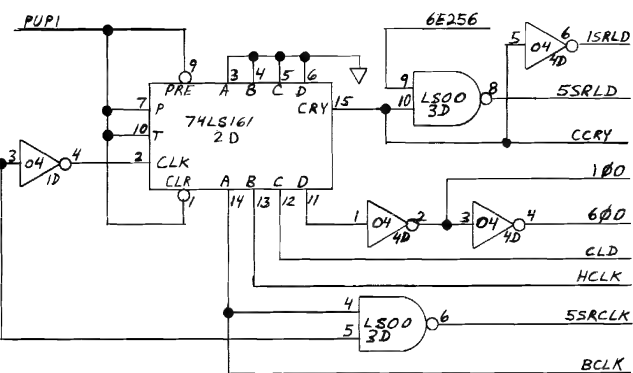 PUP1
6E256
6
1SRLD
5
04
4D
9
PRE
A B C D
3 4 5 6
9
8
10
LS00
3D
5SRLD
7
P
74LS161
2D
CRY
15
10
T
CCRY
3
04
1D
4
2
CLK
CLR
1
A B C D
14 13 12 11
1Ø0
1
04
4D
2
3
04
4D
4
6Ø0
CLD
HCLK
4
5
LS00
3D
6
5SRCLK
BCLK